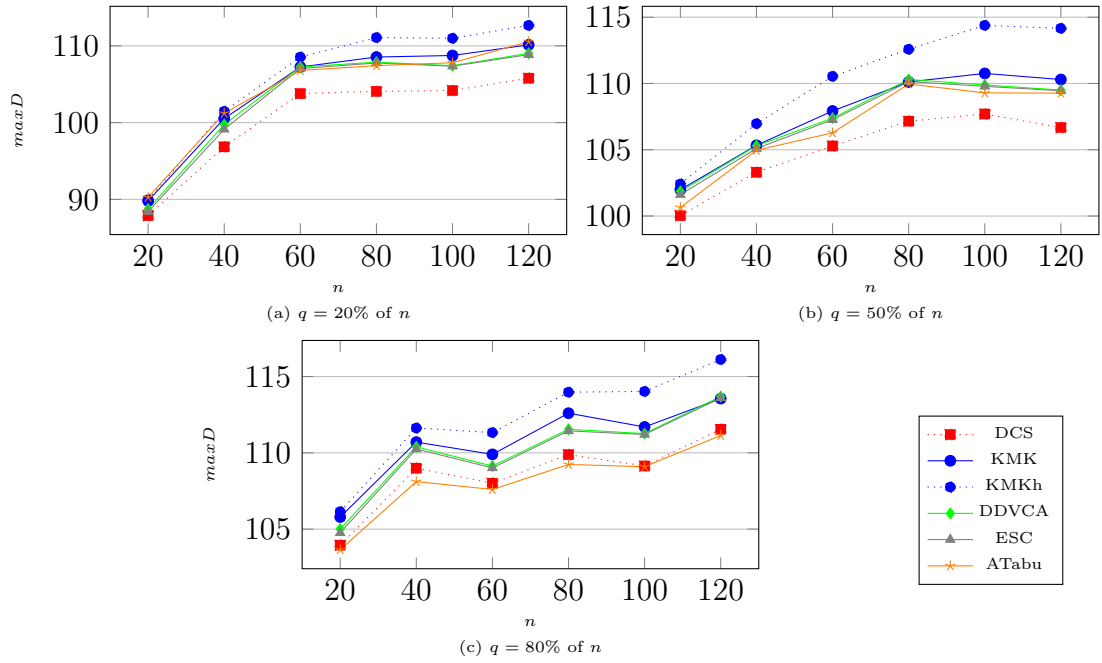 110
100
90
maxD
20 40 60 80 100 120
n
(a) q = 20% of n
115
110
105
100
20 40 60 80 100 120
n
(b) q = 50% of n
115
110
105
maxD
20 40 60 80 100 120
n
(c) q = 80% of n
DCS
KMK
KMKh
DDVCA
ESC
ATabu